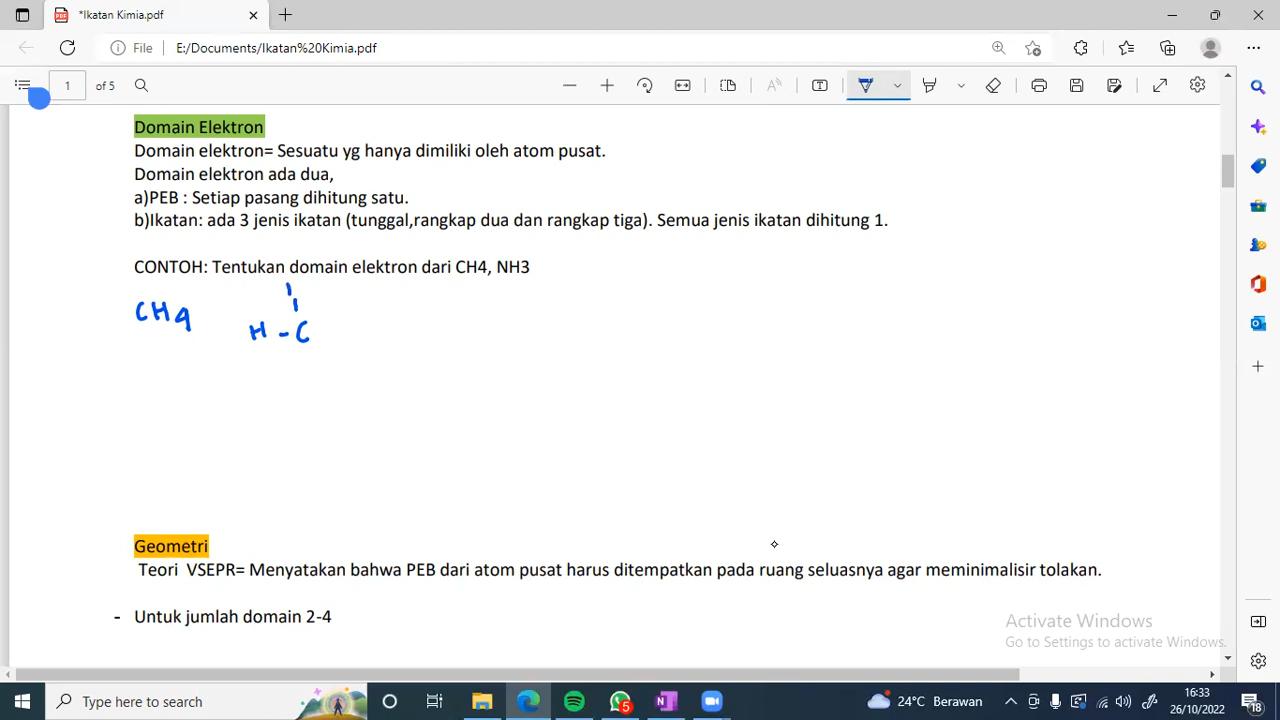 *Ikatan Kimia.pdf
File E:/Documents/Ikatan%20Kimia.pdf
1 of 5
Domain Elektron
Domain elektron= Sesuatu yg hanya dimiliki oleh atom pusat.
Domain elektron ada dua,
a)PEB : Setiap pasang dihitung satu.
b)Ikatan: ada 3 jenis ikatan (tunggal,rangkap dua dan rangkap tiga). Semua jenis ikatan dihitung 1.
CONTOH: Tentukan domain elektron dari CH4, NH3
CH4
H - C
Geometri
Teori VSEPR= Menyatakan bahwa PEB dari atom pusat harus ditempatkan pada ruang seluasnya agar meminimalisir tolakan.
- Untuk jumlah domain 2-4
Activate Windows
Go to Settings to activate Windows.
Type here to search
5
24°C Berawan
16:33
26/10/2022
18